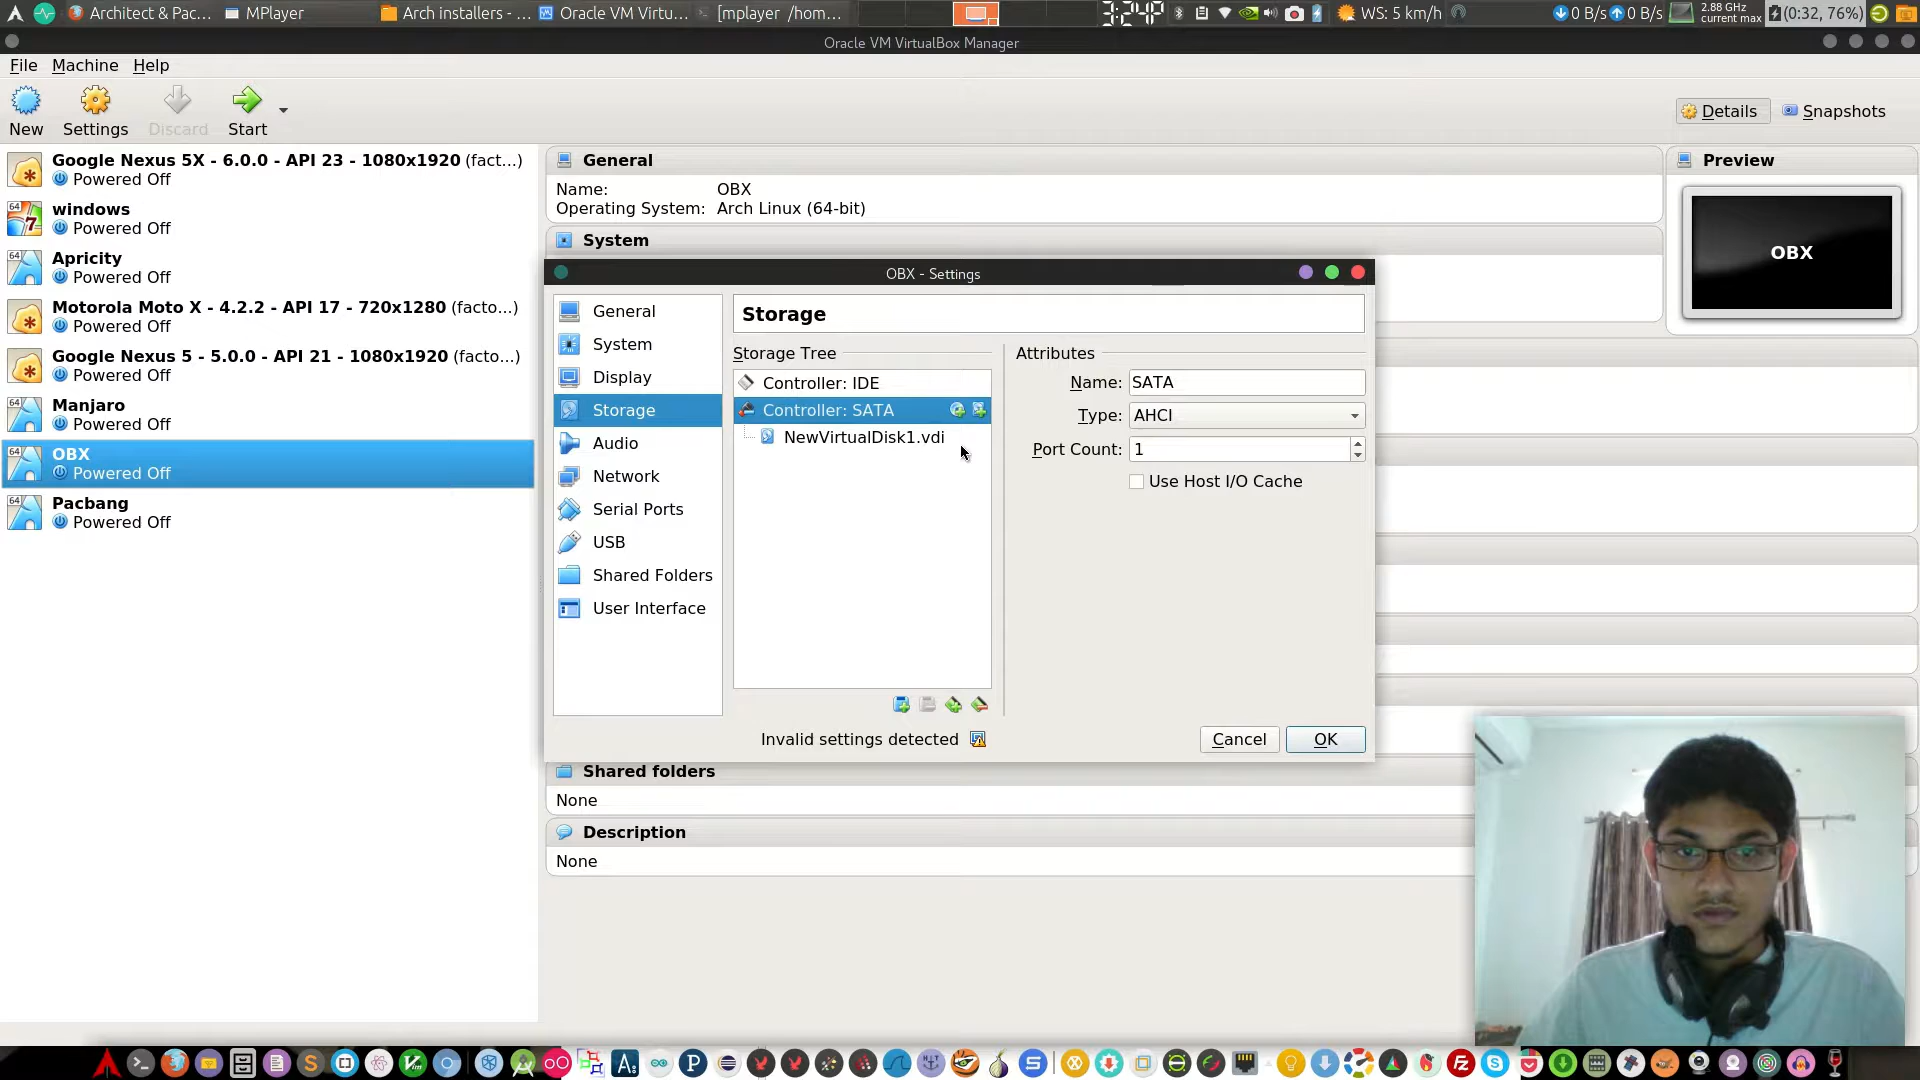 Architect & Pac...
MPlayer
Arch installers - ...
Oracle VM Virtu...
[mplayer /hom...
3:24P
WS: 5 km/h
0 B/s
0 B/s
2.88 GHz
current max
(0:32, 76%)
Oracle VM VirtualBox Manager
File Machine Help
New Settings Discard Start
Details Snapshots
Google Nexus 5X - 6.0.0 - API 23 - 1080x1920 (fact...)
Powered Off
windows
Powered Off
Apricity
Powered Off
Motorola Moto X - 4.2.2 - API 17 - 720x1280 (facto...)
Powered Off
Google Nexus 5 - 5.0.0 - API 21 - 1080x1920 (facto...)
Powered Off
Manjaro
Powered Off
OBX
Powered Off
Pacbang
Powered Off
General
Name: OBX
Operating System: Arch Linux (64-bit)
System
Preview
OBX
OBX - Settings
General
System
Display
Storage
Audio
Network
Serial Ports
USB
Shared Folders
User Interface
Storage
Storage Tree
Controller: IDE
Controller: SATA
NewVirtualDisk1.vdi
Attributes
Name: SATA
Type: AHCI
Port Count: 1
Use Host I/O Cache
Invalid settings detected
Cancel OK
Shared folders
None
Description
None